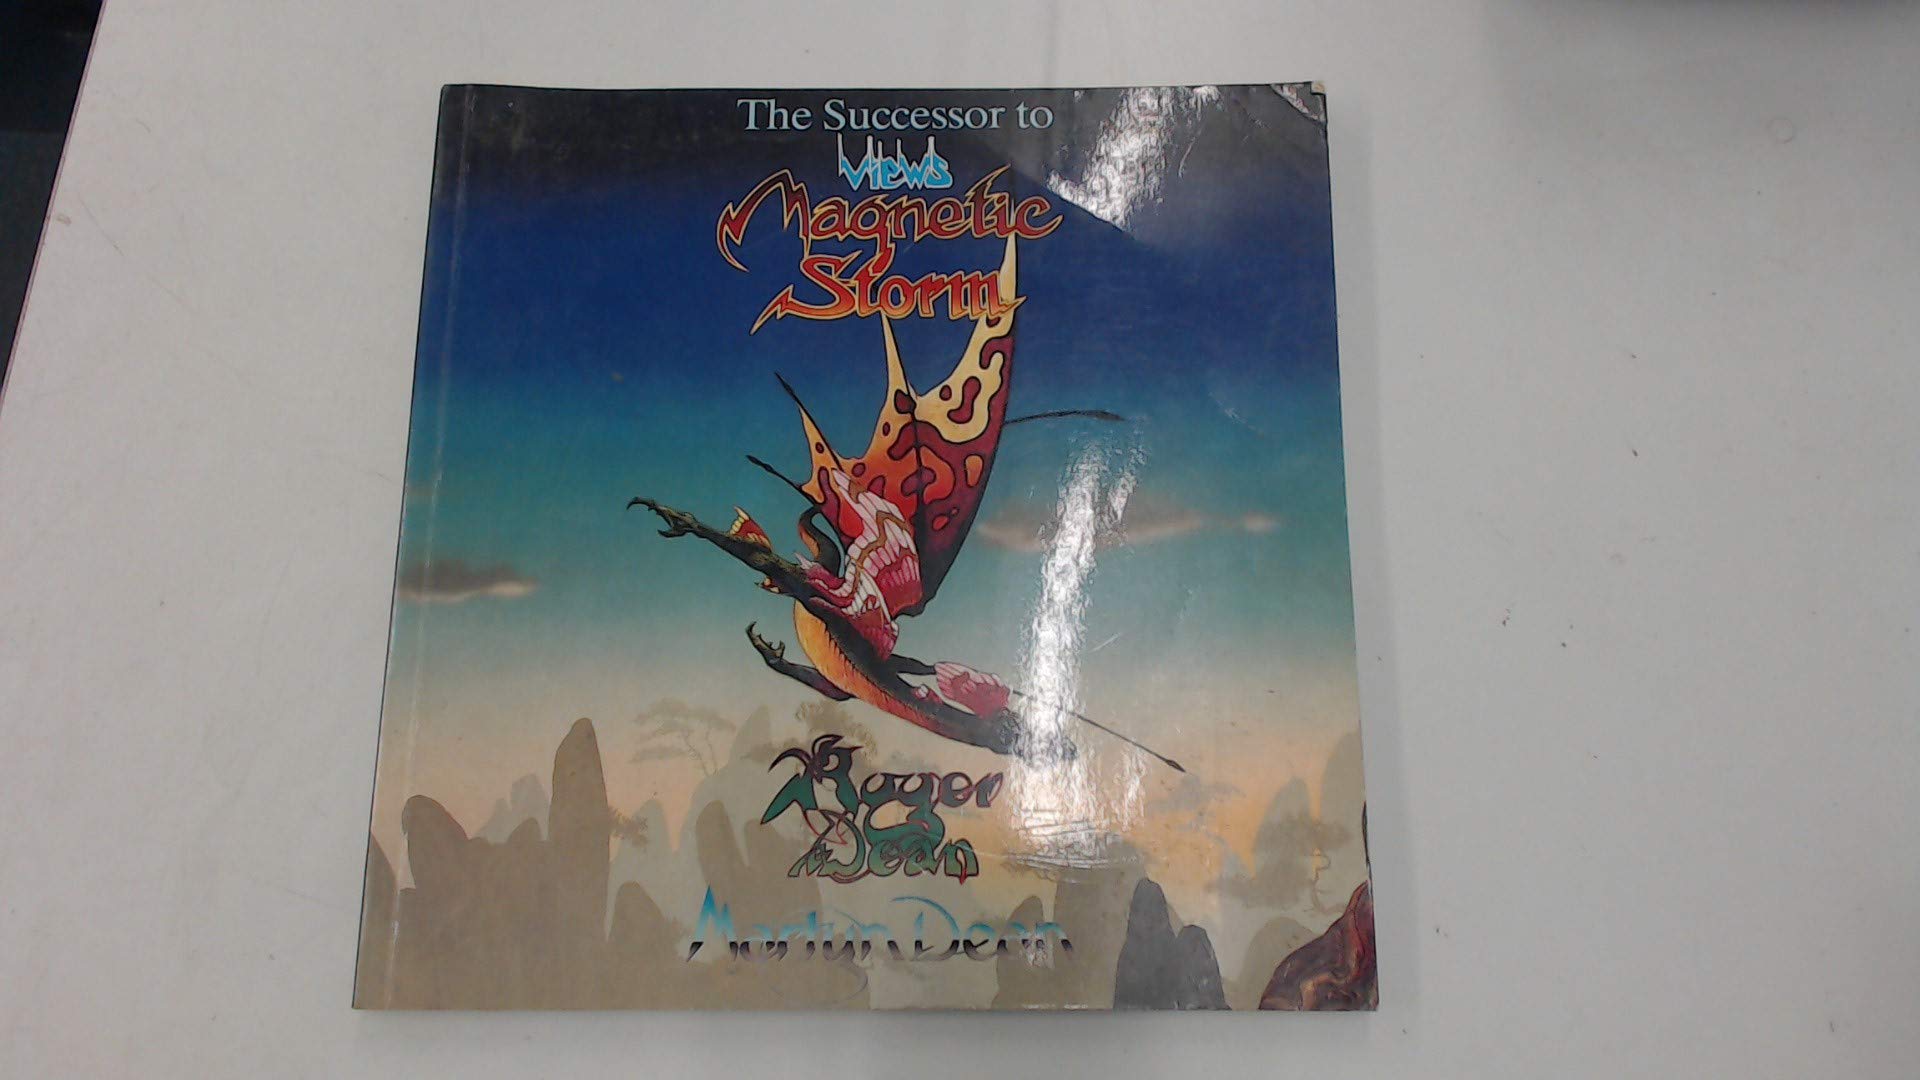 The Successor to
Views
Magnetic
Storm
Roger
Dean
Martyn Dean